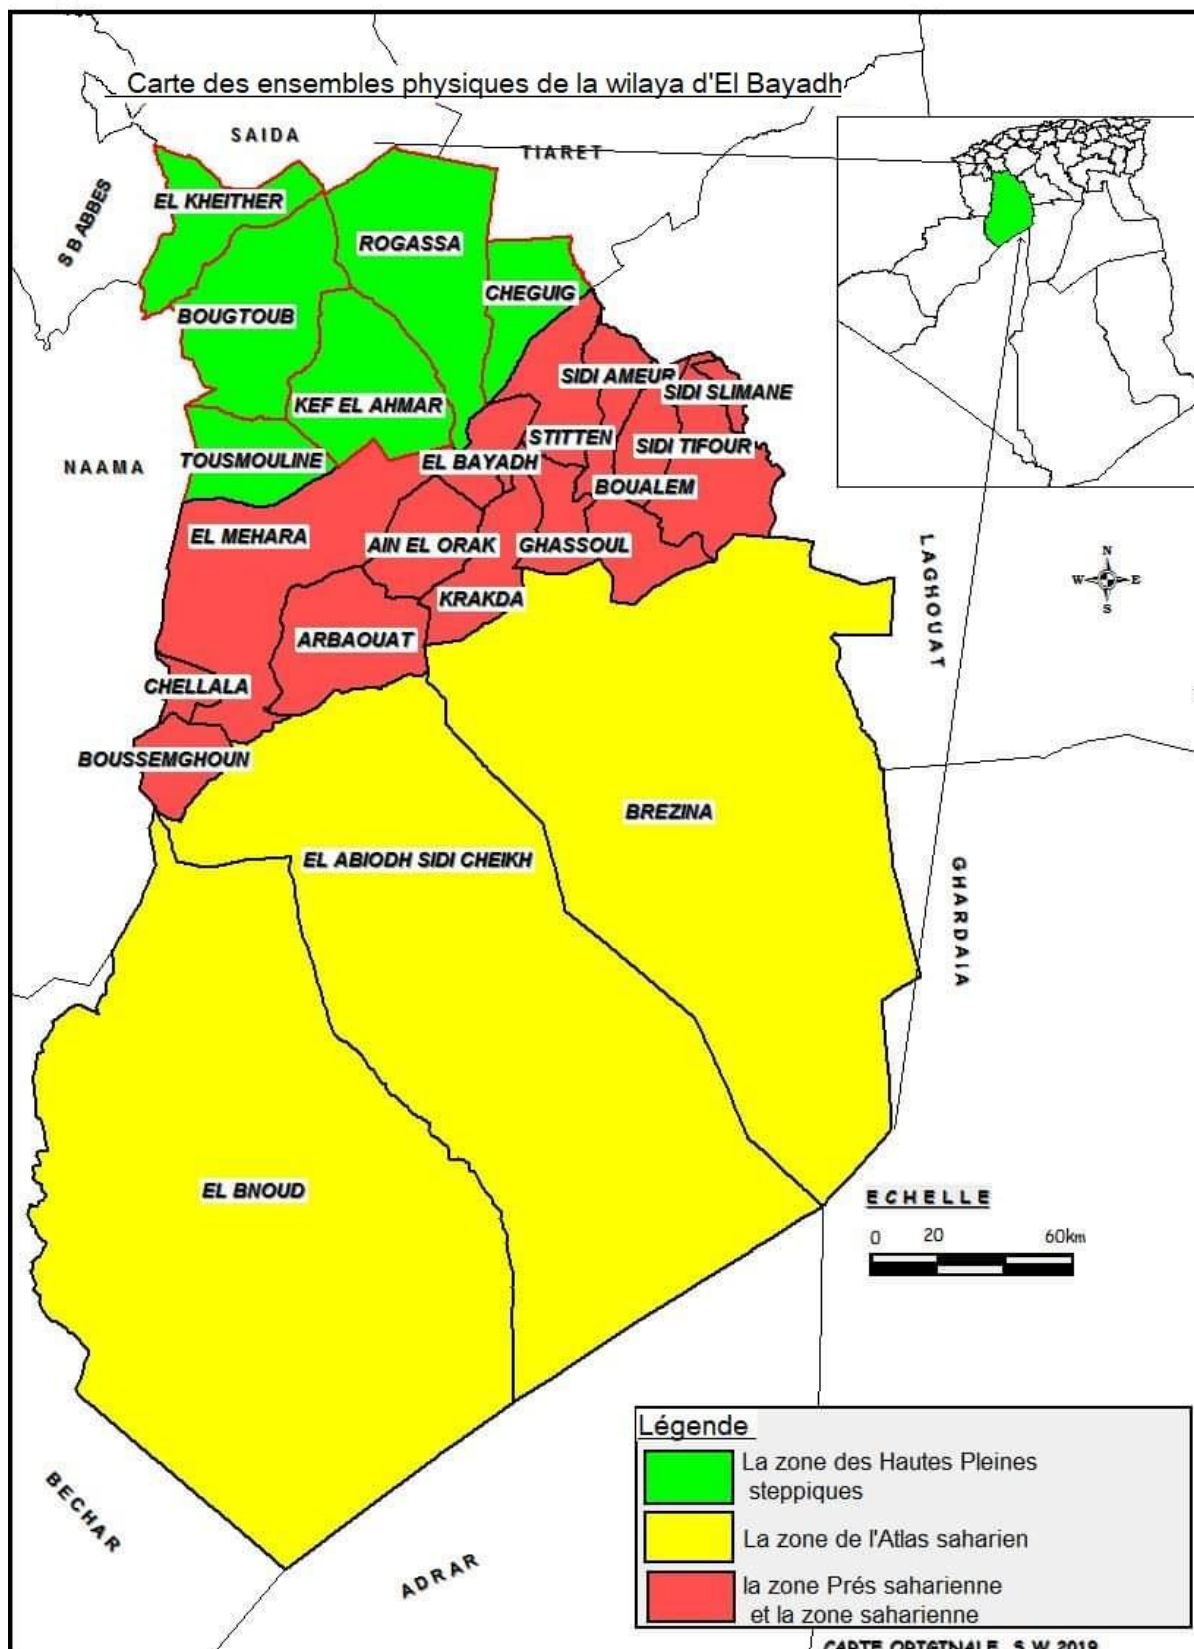 Carte des ensembles physiques de la wilaya d'El Bayadh
SAIDA
TIARET
S B ABBES
EL KHEITHER
ROGASSA
CHEGUIG
BOUGTOUB
SIDI AMEUR
SIDI SLIMANE
KEF EL AHMAR
STITTEN
SIDI TIFOUR
NAAMA
TOUSMOULINE
EL BAYADH
BOUALEM
EL MEHARA
AIN EL ORAK
GHASSOUL
LAGHOUAT
N
W
E
S
KRAKDA
ARBAOUAT
CHELLALA
BOUSSEMGHOUN
BREZINA
EL ABIODH SIDI CHEIKH
GHARDAIA
EL BNOUD
ECHELLE
0 20 60km
BECHAR
ADRAR
Légende
La zone des Hautes Pleines
steppiques
La zone de l'Atlas saharien
la zone Prés saharienne
et la zone saharienne
CARTE ORIGINALE S.W 2019